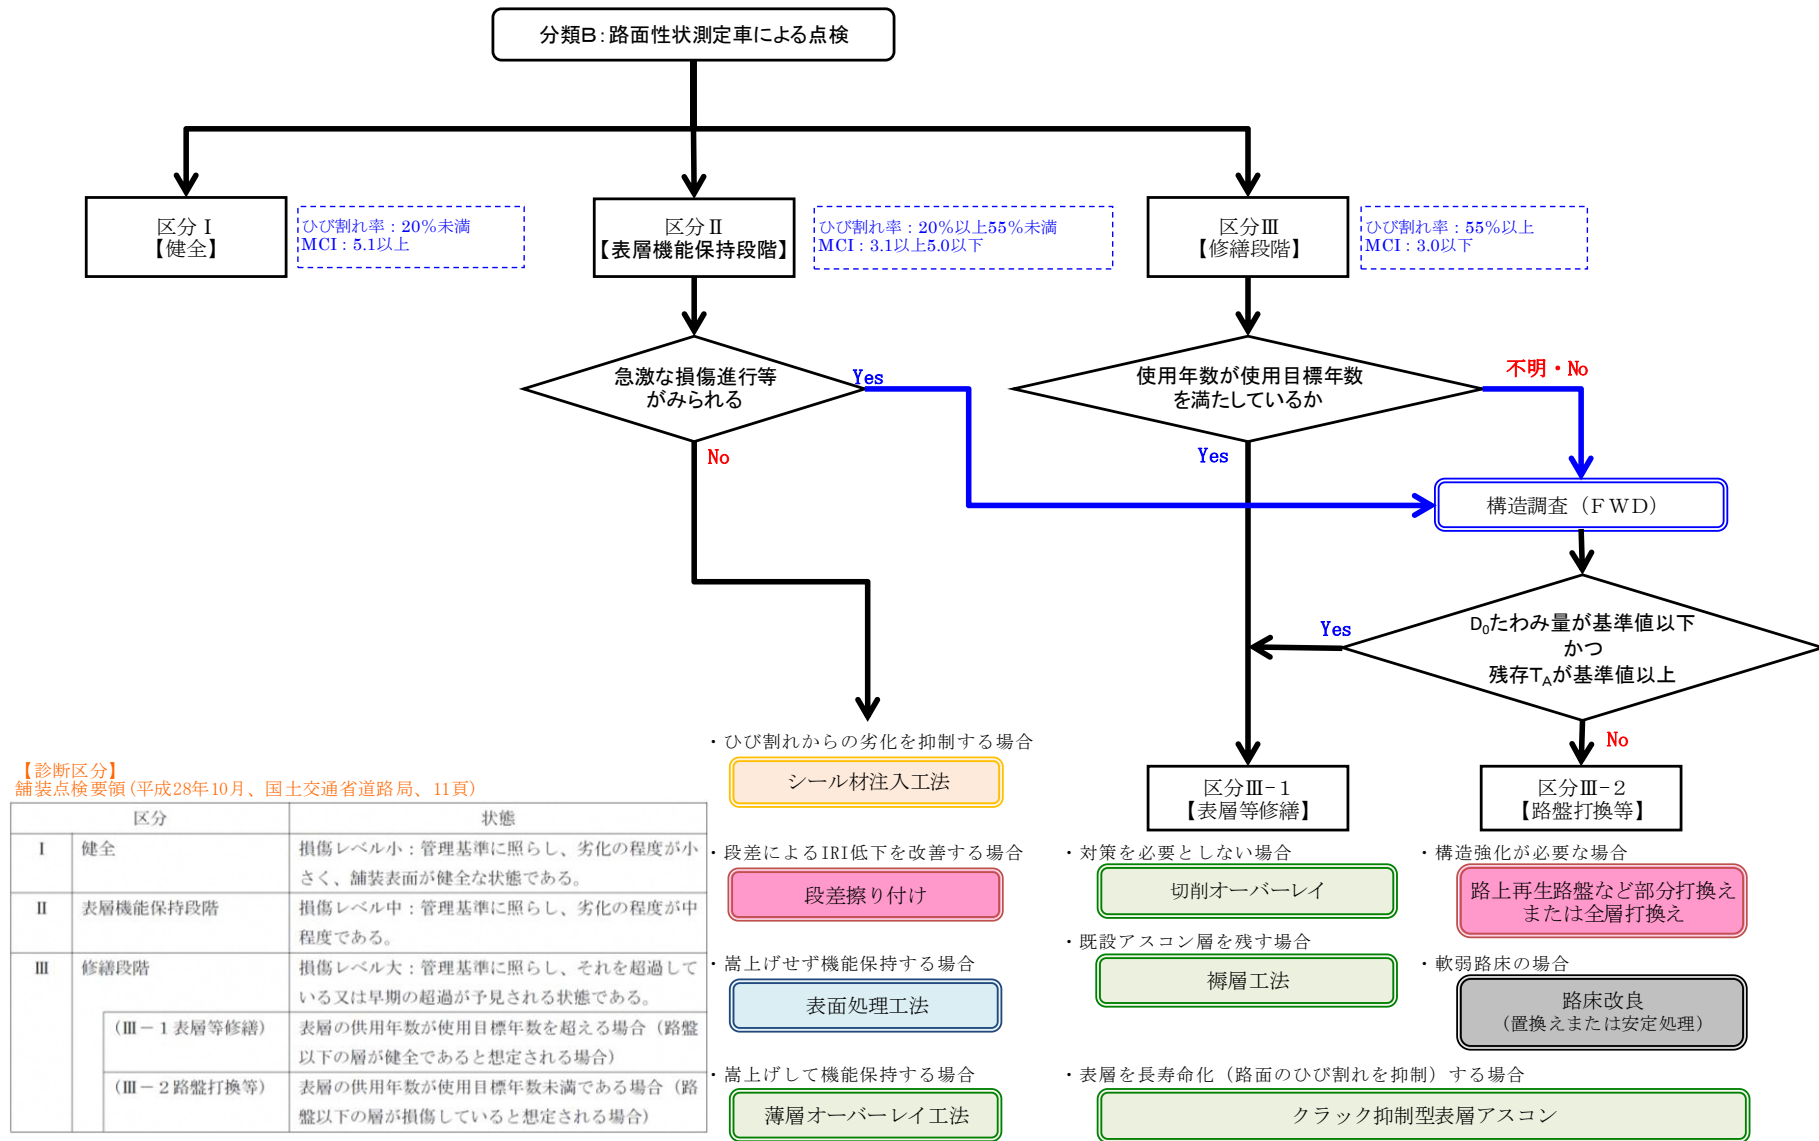 分類B：路面性状測定車による点検
区分Ⅰ
【健全】
ひび割れ率：20%未満
MCI：5.1以上
区分Ⅱ
【表層機能保持段階】
ひび割れ率：20%以上55%未満
MCI：3.1以上5.0以下
区分Ⅲ
【修繕段階】
ひび割れ率：55%以上
MCI：3.0以下
急激な損傷進行等
がみられる
Yes
No
使用年数が使用目標年数
を満たしているか
不明・No
Yes
構造調査（ＦＷＤ）
D₀たわみ量が基準値以下
かつ
残存TAが基準値以上
Yes
No
・ひび割れからの劣化を抑制する場合
シール材注入工法
・段差によるIRI低下を改善する場合
段差擦り付け
・嵩上げせず機能保持する場合
表面処理工法
・嵩上げして機能保持する場合
薄層オーバーレイ工法
区分Ⅲ-1
【表層等修繕】
・対策を必要としない場合
切削オーバーレイ
・既設アスコン層を残す場合
褥層工法
区分Ⅲ-2
【路盤打換等】
・構造強化が必要な場合
路上再生路盤など部分打換え
または全層打換え
・軟弱路床の場合
路床改良
（置換えまたは安定処理）
・表層を長寿命化（路面のひび割れを抑制）する場合
クラック抑制型表層アスコン
【診断区分】
舗装点検要領(平成28年10月、国土交通省道路局、11頁)
区分 状態
Ⅰ 健全 損傷レベル小：管理基準に照らし、劣化の程度が小
さく、舗装表面が健全な状態である。
Ⅱ 表層機能保持段階 損傷レベル中：管理基準に照らし、劣化の程度が中
程度である。
Ⅲ 修繕段階 損傷レベル大：管理基準に照らし、それを超過して
いる又は早期の超過が予見される状態である。
(Ⅲ－1 表層等修繕) 表層の供用年数が使用目標年数を超える場合（路盤
以下の層が健全であると想定される場合）
(Ⅲ－2 路盤打換等) 表層の供用年数が使用目標年数未満である場合（路
盤以下の層が損傷していると想定される場合）